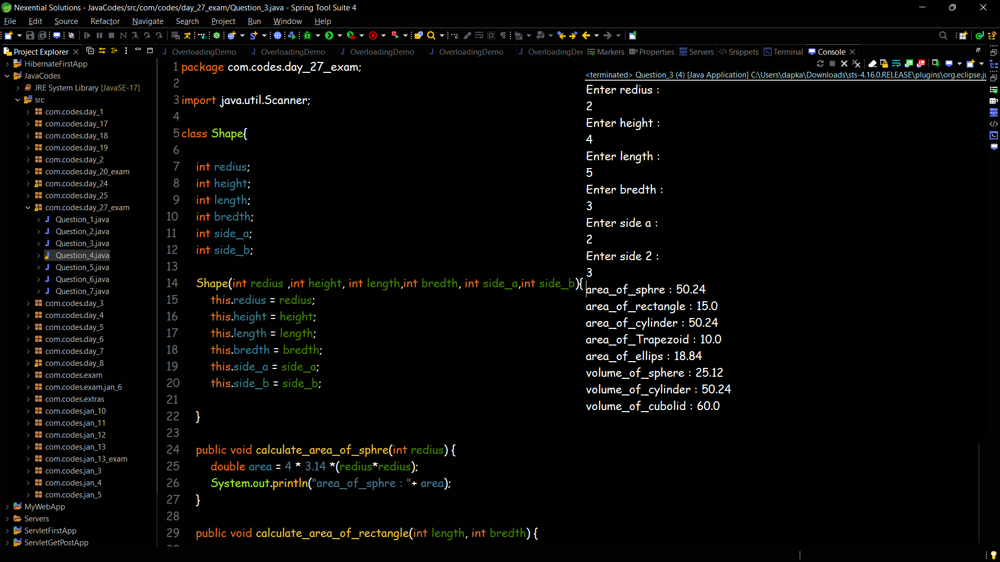 Nexential Solutions - JavaCodes/src/com/codes/day_27_exam/Question_3.java - Spring Tool Suite 4
File Edit Source Refactor Navigate Search Project Run Window Help
Project Explorer
HibernateFirstApp
JavaCodes
JRE System Library [JavaSE-17]
src
com.codes.day_1
com.codes.day_17
com.codes.day_18
com.codes.day_19
com.codes.day_2
com.codes.day_20_exam
com.codes.day_24
com.codes.day_25
com.codes.day_27_exam
Question_1.java
Question_2.java
Question_3.java
Question_4.java
Question_5.java
Question_6.java
Question_7.java
com.codes.day_3
com.codes.day_4
com.codes.day_5
com.codes.day_6
com.codes.day_7
com.codes.day_8
com.codes.exam
com.codes.exam.jan_6
com.codes.extras
com.codes.jan_10
com.codes.jan_11
com.codes.jan_12
com.codes.jan_13
com.codes.jan_13_exam
com.codes.jan_3
com.codes.jan_4
com.codes.jan_5
MyWebApp
Servers
ServletFirstApp
ServletGetPostApp
OverloadingDemo OverloadingDemo OverloadingDemo OverloadingDemo OverloadingDer
1 package com.codes.day_27_exam;
2
3 import java.util.Scanner;
4
5 class Shape{
6
7 int redius;
8 int height;
9 int length;
10 int bredth;
11 int side_a;
12 int side_b;
13
14 Shape(int redius ,int height, int length,int bredth, int side_a,int side_b){
15 this.redius = redius;
16 this.height = height;
17 this.length = length;
18 this.bredth = bredth;
19 this.side_a = side_a;
20 this.side_b = side_b;
21
22 }
23
24 public void calculate_area_of_sphre(int redius) {
25 double area = 4 * 3.14 *(redius*redius);
26 System.out.println("area_of_sphre : "+ area);
27 }
28
29 public void calculate_area_of_rectangle(int length, int bredth) {
Markers Properties Servers Snippets Terminal Console
<terminated> Question_3 (4) [Java Application] C:\Users\dapka\Downloads\sts-4.16.0.RELEASE\plugins\org.eclipse.ju
Enter redius :
2
Enter height :
4
Enter length :
5
Enter bredth :
3
Enter side a :
2
Enter side 2 :
3
area_of_sphre : 50.24
area_of_rectangle : 15.0
area_of_cylinder : 50.24
area_of_Trapezoid : 10.0
area_of_ellips : 18.84
volume_of_sphere : 25.12
volume_of_cylinder : 50.24
volume_of_cubolid : 60.0